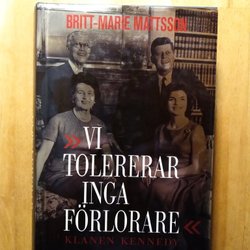 BRITT-MARIE MATTSSON
»VI
TOLERERAR
INGA
FÖRLORARE«
KLANEN KENNEDY